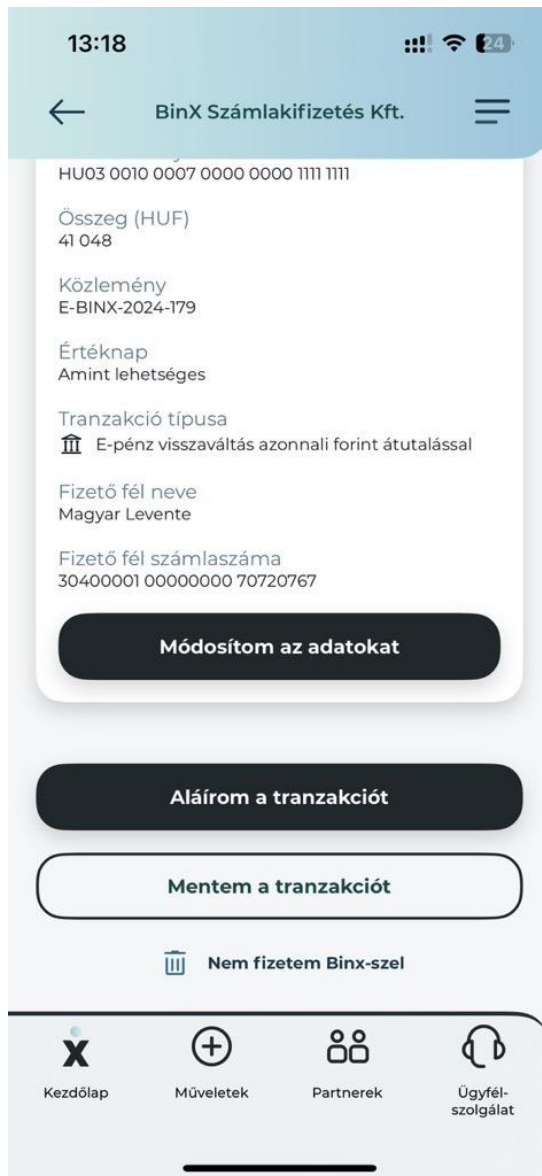 13:18
24
BinX Számlakifizetés Kft.
HU03 0010 0007 0000 0000 1111 1111
Összeg (HUF)
41 048
Közlemény
E-BINX-2024-179
Értéknap
Amint lehetséges
Tranzakció típusa
E-pénz visszaváltás azonnali forint átutalással
Fizető fél neve
Magyar Levente
Fizető fél számlaszáma
30400001 00000000 70720767
Módosítom az adatokat
Aláírom a tranzakciót
Mentem a tranzakciót
Nem fizetem Binx-szel
Kezdőlap
Műveletek
Partnerek
Ügyfél-
szolgálat